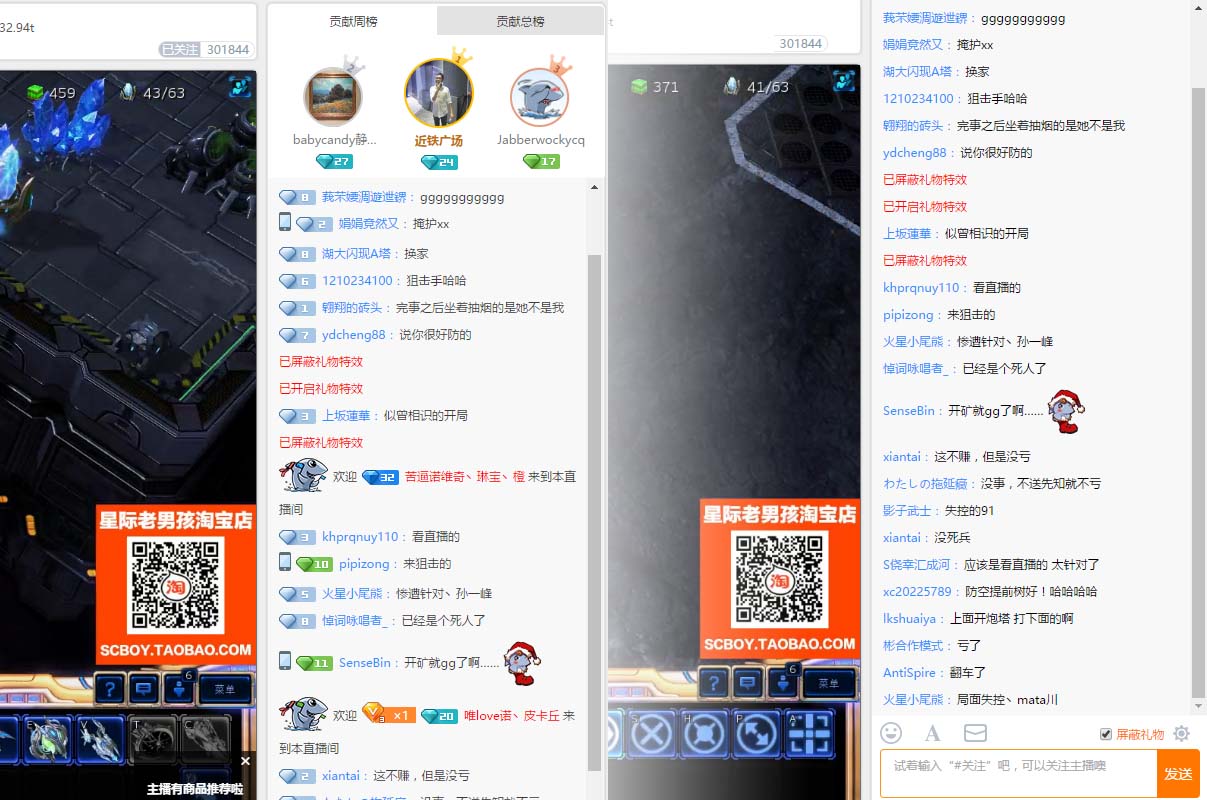 32.94t
已关注 301844
459
43/63
星际老男孩淘宝店
淘
SCBOY.TAOBAO.COM
6
菜单
E
V
T
C
主播有商品推荐啦
贡献周榜
贡献总榜
2
1
3
babycandy静...
近铁广场
Jabberwockycq
27
24
17
8 莪茮婹凋遊迣鏍： ggggggggggg
2 娟娟竟然又： 掩护xx
8 湖大闪现A塔： 换家
6 1210234100： 狙击手哈哈
1 翱翔的砖头： 完事之后坐着抽烟的是她不是我
7 ydcheng88： 说你很好防的
已屏蔽礼物特效
已开启礼物特效
3 上坂蓮華： 似曾相识的开局
已屏蔽礼物特效
欢迎 32 苦逼诺维奇丶琳宝丶橙 来到本直
播间
3 khprqnuy110： 看直播的
10 pipizong： 来狙击的
5 火星小尾熊： 惨遭针对丶孙一峰
8 悼词咏唱者_： 已经是个死人了
11 SenseBin： 开矿就gg了啊......
欢迎 3 x1 20 唯love诺丶皮卡丘 来
到本直播间
2 xiantai： 这不赚，但是没亏
t
301844
371
41/63
星际老男孩淘宝店
淘
SCBOY.TAOBAO.COM
6
菜单
S
H
P
A
莪茮婹凋遊迣鏍： ggggggggggg
娟娟竟然又： 掩护xx
湖大闪现A塔： 换家
1210234100： 狙击手哈哈
翱翔的砖头： 完事之后坐着抽烟的是她不是我
ydcheng88： 说你很好防的
已屏蔽礼物特效
已开启礼物特效
上坂蓮華： 似曾相识的开局
已屏蔽礼物特效
khprqnuy110： 看直播的
pipizong： 来狙击的
火星小尾熊： 惨遭针对丶孙一峰
悼词咏唱者_： 已经是个死人了
SenseBin： 开矿就gg了啊......
xiantai： 这不赚，但是没亏
わたしの拖延癥： 没事，不送先知就不亏
影子武士： 失控的91
xiantai： 没死兵
S侥幸汇成河： 应该是看直播的 太针对了
xc20225789： 防空提前树好！哈哈哈哈
lkshuaiya： 上面开炮塔 打下面的啊
彬合作模式： 亏了
AntiSpire： 翻车了
火星小尾熊： 局面失控丶mata川
屏蔽礼物
试着输入“#关注”吧，可以关注主播噢
发送